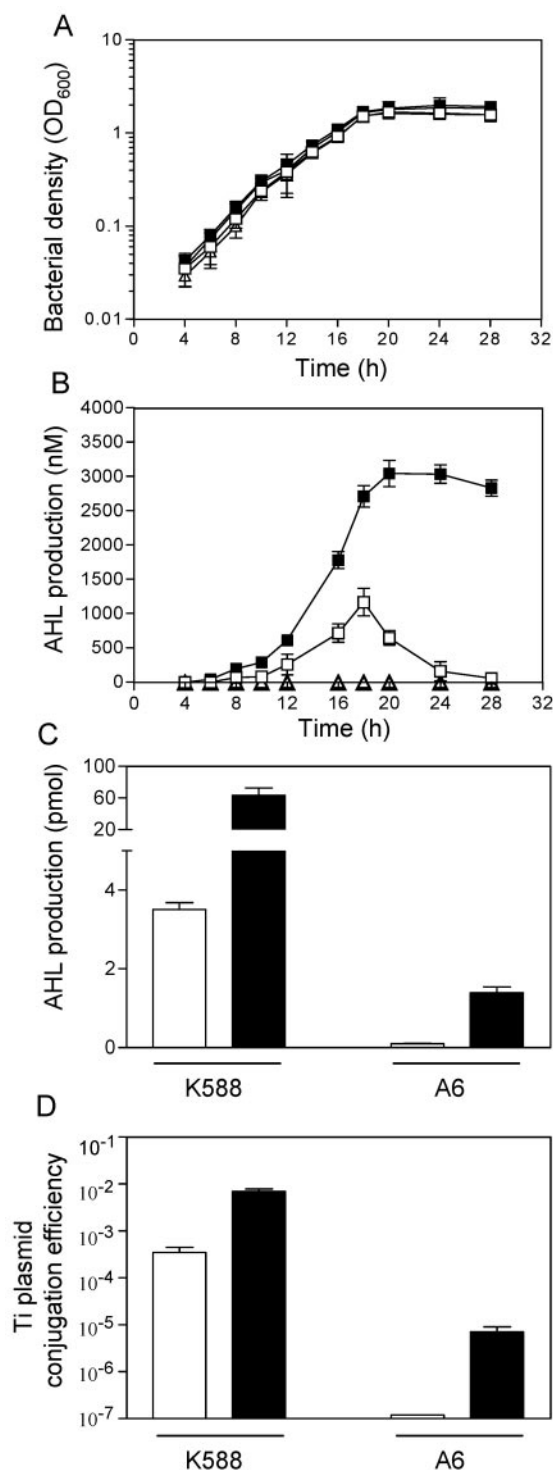 A
Bacterial density (OD600)
10
1
0.1
0.01
0 4 8 12 16 20 24 28 32
Time (h)
B
AHL production (nM)
4000
3500
3000
2500
2000
1500
1000
500
0
0 4 8 12 16 20 24 28 32
Time (h)
C
AHL production (pmol)
100
60
20
4
2
0
K588 A6
D
Ti plasmid
conjugation efficiency
10-1
10-2
10-3
10-4
10-5
10-6
10-7
K588 A6